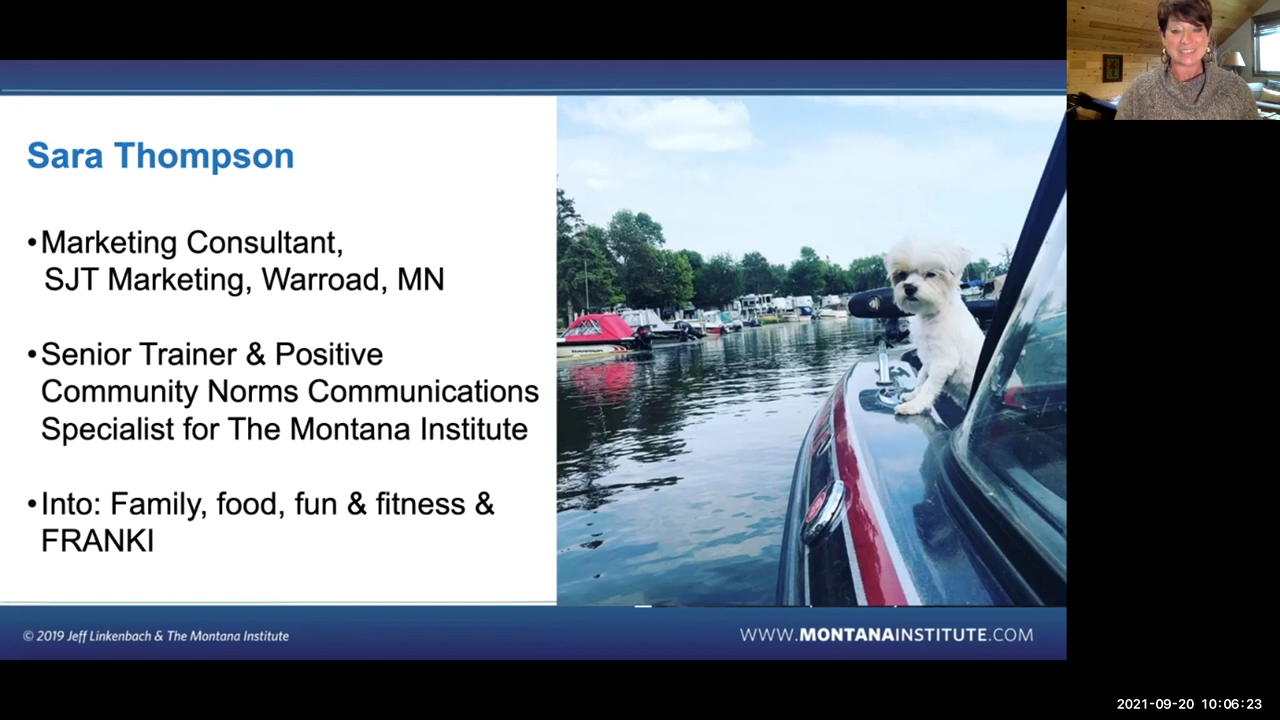 Sara Thompson
•Marketing Consultant,
SJT Marketing, Warroad, MN
•Senior Trainer & Positive
Community Norms Communications
Specialist for The Montana Institute
•Into: Family, food, fun & fitness &
FRANKI
© 2019 Jeff Linkenbach & The Montana Institute
WWW.MONTANAINSTITUTE.COM
2021-09-20 10:06:23